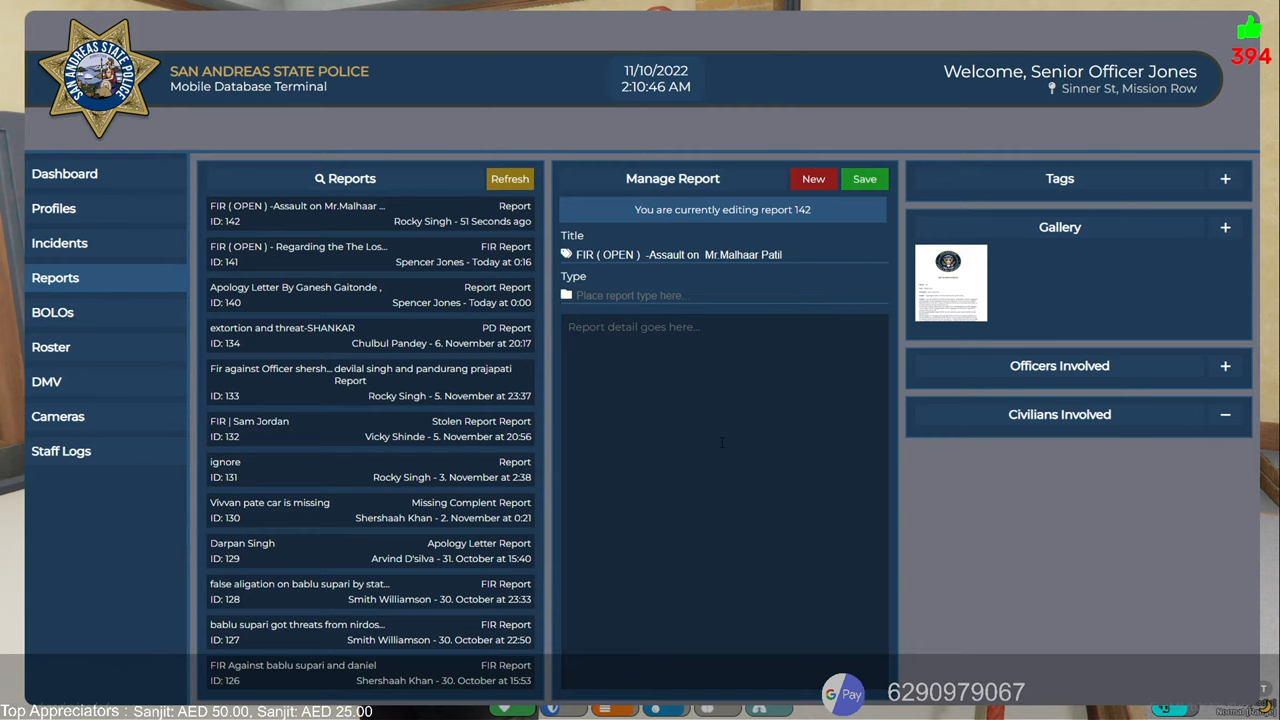 SAN ANDREAS STATE POLICE
Mobile Database Terminal
11/10/2022
2:10:46 AM
Welcome, Senior Officer Jones
Sinner St, Mission Row
394
Dashboard
Profiles
Incidents
Reports
BOLOs
Roster
DMV
Cameras
Staff Logs
Reports
Refresh
FIR ( OPEN ) -Assault on Mr.Malhaar ... Report
ID: 142 Rocky Singh - 51 Seconds ago
FIR ( OPEN ) - Regarding the The Los... FIR Report
ID: 141 Spencer Jones - Today at 0:16
Apology Letter By Ganesh Gaitonde , Report Report
ID: 140 Spencer Jones - Today at 0:00
extortion and threat-SHANKAR PD Report
ID: 134 Chulbul Pandey - 6. November at 20:17
Fir against Officer shersh... devilal singh and pandurang prajapati
Report
ID: 133 Rocky Singh - 5. November at 23:37
FIR | Sam Jordan Stolen Report Report
ID: 132 Vicky Shinde - 5. November at 20:56
ignore Report
ID: 131 Rocky Singh - 3. November at 2:38
Vivvan pate car is missing Missing Complent Report
ID: 130 Shershaah Khan - 2. November at 0:21
Darpan Singh Apology Letter Report
ID: 129 Arvind D'silva - 31. October at 15:40
false aligation on bablu supari by stat... FIR Report
ID: 128 Smith Williamson - 30. October at 23:33
bablu supari got threats from nirdos... FIR Report
ID: 127 Smith Williamson - 30. October at 22:50
FIR Against bablu supari and daniel FIR Report
ID: 126 Shershaah Khan - 30. October at 15:53
Manage Report
New
Save
You are currently editing report 142
Title
FIR ( OPEN ) -Assault on Mr.Malhaar Patil
Type
Place report type here...
Report detail goes here...
Tags +
Gallery +
Officers Involved +
Civilians Involved −
G Pay 6290979067
Top Appreciators : Sanjit: AED 50.00, Sanjit: AED 25.00